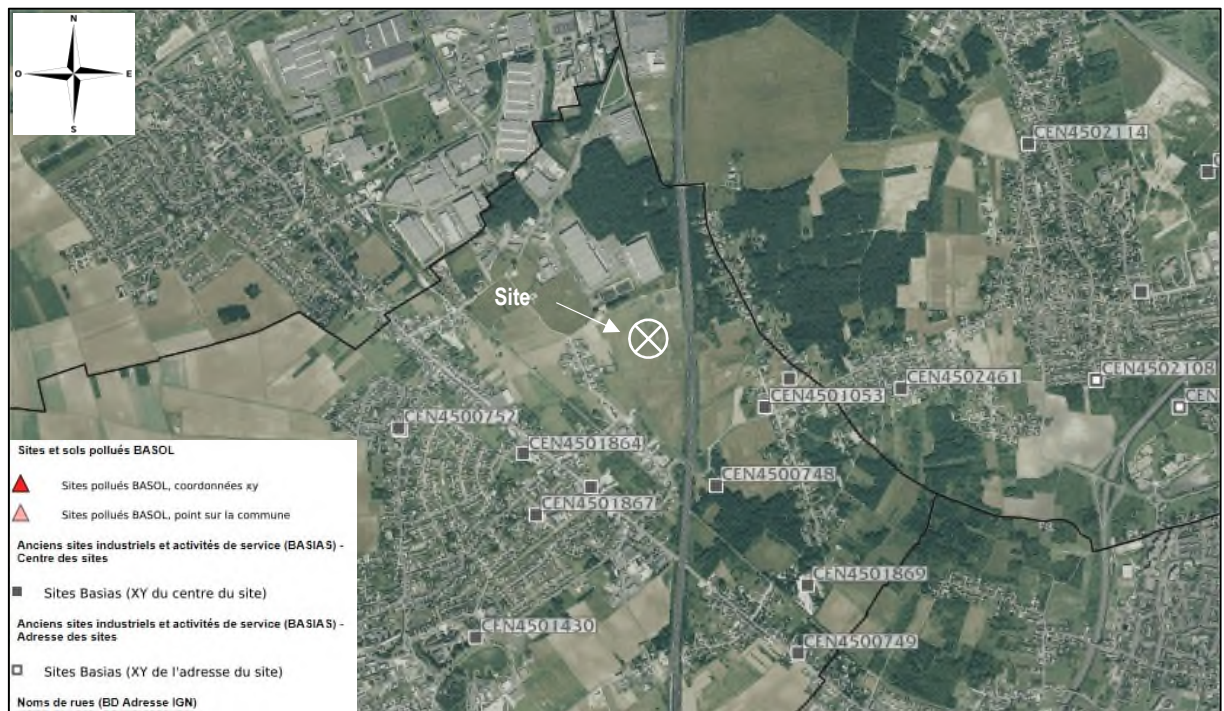 N
O
E
S
CEN4502114
Site
CEN4502461
CEN4502108
CEN
CEN4501053
CEN4500752
CEN4501864
CEN4500748
CEN4501867
CEN4501869
CEN4501430
CEN4500749
Sites et sols pollués BASOL
Sites pollués BASOL, coordonnées xy
Sites pollués BASOL, point sur la commune
Anciens sites industriels et activités de service (BASIAS) -
Centre des sites
Sites Basias (XY du centre du site)
Anciens sites industriels et activités de service (BASIAS) -
Adresse des sites
Sites Basias (XY de l'adresse du site)
Noms de rues (BD Adresse IGN)